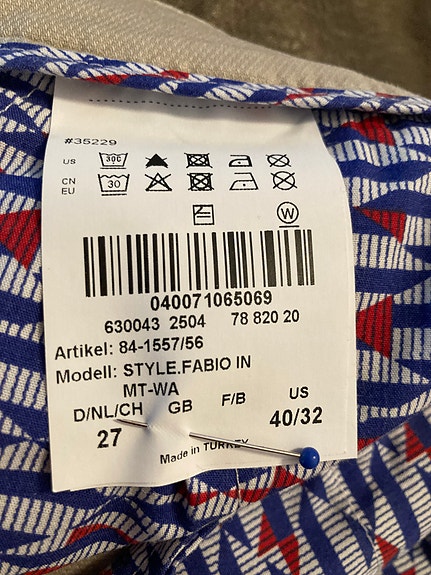 #35229
US 30C
CN
EU 30
W
040071065069
630043 2504 78 820 20
Artikel: 84-1557/56
Modell: STYLE.FABIO IN
MT-WA
D/NL/CH GB F/B US
27 40/32
Made in TURKEY